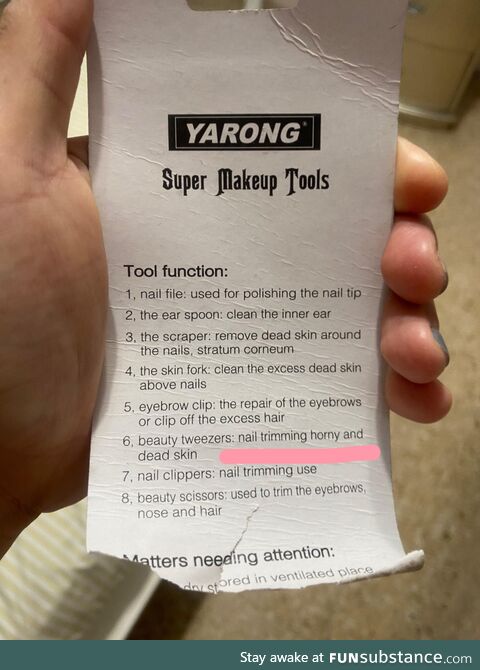 YARONG®
Super Makeup Tools
Tool function:
1, nail file: used for polishing the nail tip
2, the ear spoon: clean the inner ear
3, the scraper: remove dead skin around
the nails, stratum corneum
4, the skin fork: clean the excess dead skin
above nails
5, eyebrow clip: the repair of the eyebrows
or clip off the excess hair
6, beauty tweezers: nail trimming horny and
dead skin
7, nail clippers: nail trimming use
8, beauty scissors: used to trim the eyebrows,
nose and hair
Matters needing attention:
dry stored in ventilated place
Stay awake at FUNsubstance.com